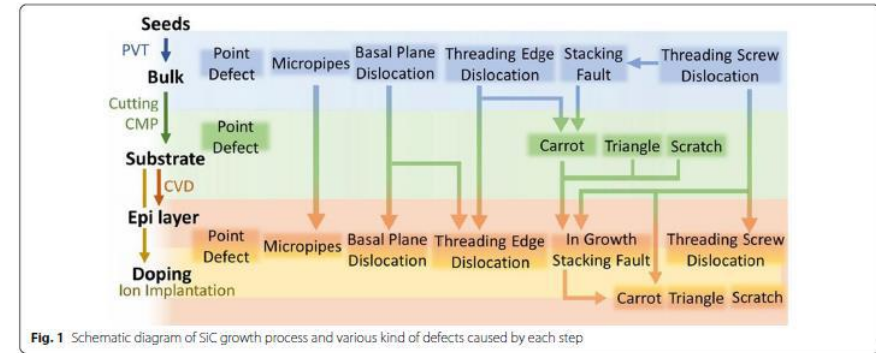 Seeds
PVT
Bulk
Cutting
CMP
Substrate
CVD
Epi layer
Doping
Ion Implantation
Point
Defect
Micropipes
Basal Plane
Dislocation
Threading Edge
Dislocation
Stacking
Fault
Threading Screw
Dislocation
Point
Defect
Carrot
Triangle
Scratch
Point
Defect
Micropipes
Basal Plane
Dislocation
Threading Edge
Dislocation
In Growth
Stacking Fault
Threading Screw
Dislocation
Carrot
Triangle
Scratch
Fig. 1 Schematic diagram of SiC growth process and various kind of defects caused by each step